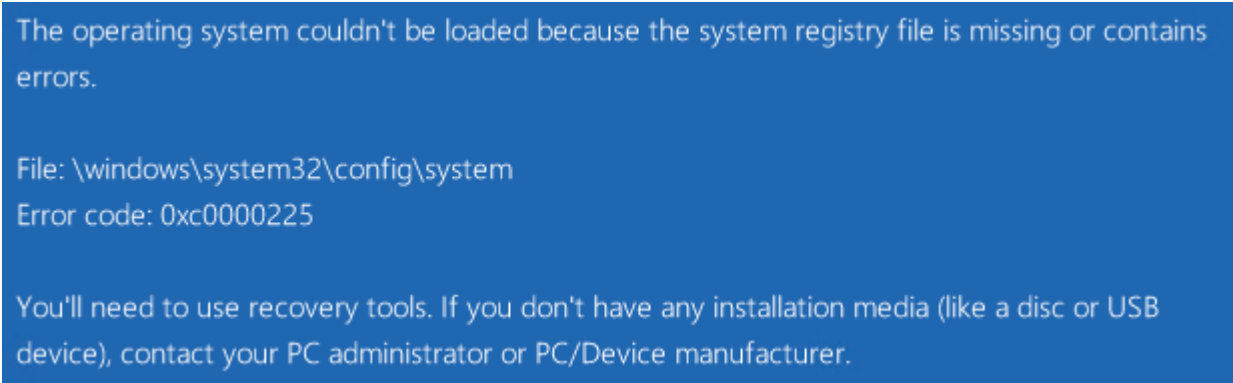 The operating system couldn't be loaded because the system registry file is missing or contains
errors.
File: \windows\system32\config\system
Error code: 0xc0000225
You'll need to use recovery tools. If you don't have any installation media (like a disc or USB
device), contact your PC administrator or PC/Device manufacturer.